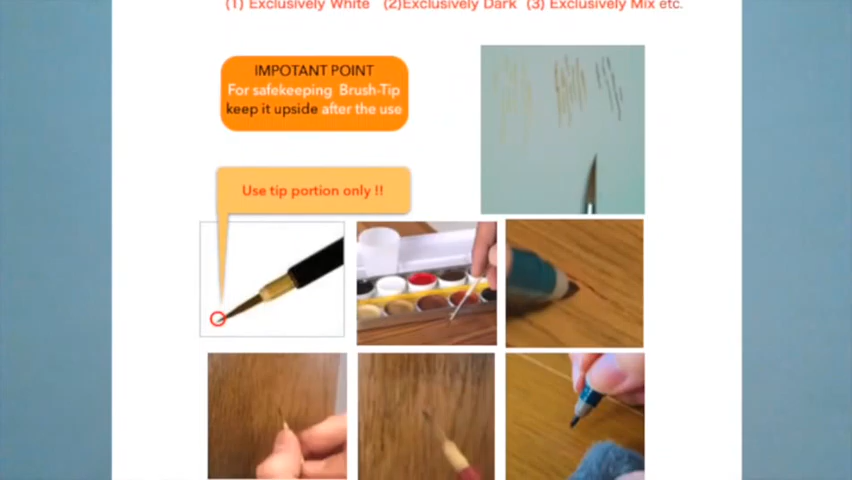 (1) Exclusively White (2)Exclusively Dark (3) Exclusively Mix etc.
IMPOTANT POINT
For safekeeping Brush-Tip
keep it upside after the use
Use tip portion only !!